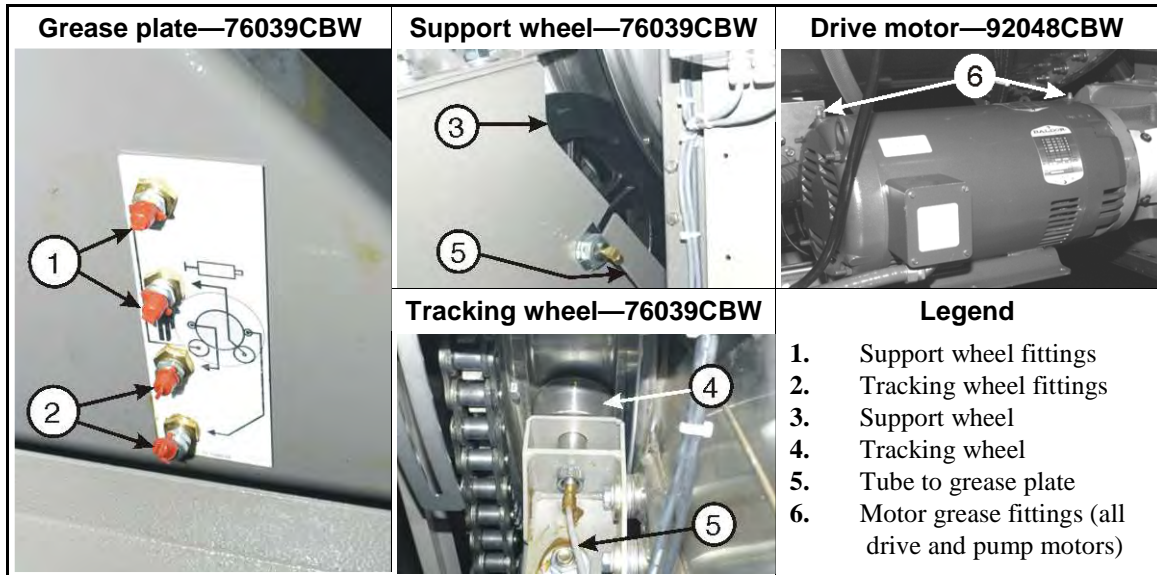 Grease plate—76039CBW
1
2
Support wheel—76039CBW
3
5
Drive motor—92048CBW
6
BALDOR
Tracking wheel—76039CBW
4
5
Legend
1. Support wheel fittings
2. Tracking wheel fittings
3. Support wheel
4. Tracking wheel
5. Tube to grease plate
6. Motor grease fittings (all
drive and pump motors)